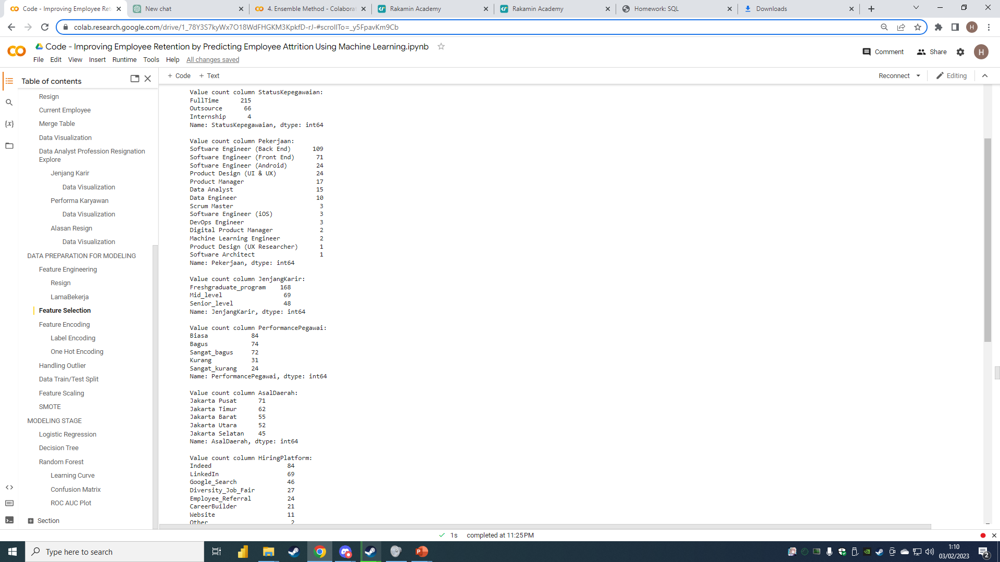 Code - Improving Employee Ret
New chat
4. Ensemble Method - Colaborat
Rakamin Academy
Rakamin Academy
Homework: SQL
Downloads
colab.research.google.com/drive/1_78Y3S7kyWx7O18WdFHGKM3KpkfD-rJ-#scrollTo=_y5FpavKm9Cb
H
Code - Improving Employee Retention by Predicting Employee Attrition Using Machine Learning.ipynb
File Edit View Insert Runtime Tools Help All changes saved
Comment Share H
Table of contents
+ Code + Text
Reconnect Editing
Resign
Current Employee
Merge Table
Data Visualization
Data Analyst Profession Resignation
Explore
Jenjang Karir
Data Visualization
Performa Karyawan
Data Visualization
Alasan Resign
Data Visualization
DATA PREPARATION FOR MODELING
Feature Engineering
Resign
LamaBekerja
Feature Selection
Feature Encoding
Label Encoding
One Hot Encoding
Handling Outlier
Data Train/Test Split
Feature Scaling
SMOTE
MODELING STAGE
Logistic Regression
Decision Tree
Random Forest
Learning Curve
Confusion Matrix
ROC AUC Plot
Section
Value count column StatusKepegawaian:
FullTime 215
Outsource 66
Internship 4
Name: StatusKepegawaian, dtype: int64
Value count column Pekerjaan:
Software Engineer (Back End) 109
Software Engineer (Front End) 71
Software Engineer (Android) 24
Product Design (UI & UX) 24
Product Manager 17
Data Analyst 15
Data Engineer 10
Scrum Master 3
Software Engineer (iOS) 3
DevOps Engineer 3
Digital Product Manager 2
Machine Learning Engineer 2
Product Design (UX Researcher) 1
Software Architect 1
Name: Pekerjaan, dtype: int64
Value count column JenjangKarir:
Freshgraduate_program 168
Mid_level 69
Senior_level 48
Name: JenjangKarir, dtype: int64
Value count column PerformancePegawai:
Biasa 84
Bagus 74
Sangat_bagus 72
Kurang 31
Sangat_kurang 24
Name: PerformancePegawai, dtype: int64
Value count column AsalDaerah:
Jakarta Pusat 71
Jakarta Timur 62
Jakarta Barat 55
Jakarta Utara 52
Jakarta Selatan 45
Name: AsalDaerah, dtype: int64
Value count column HiringPlatform:
Indeed 84
LinkedIn 69
Google_Search 46
Diversity_Job_Fair 27
Employee_Referral 24
CareerBuilder 21
Website 11
Other 2
1s completed at 11:25 PM
Type here to search
1:10
03/02/2023
2